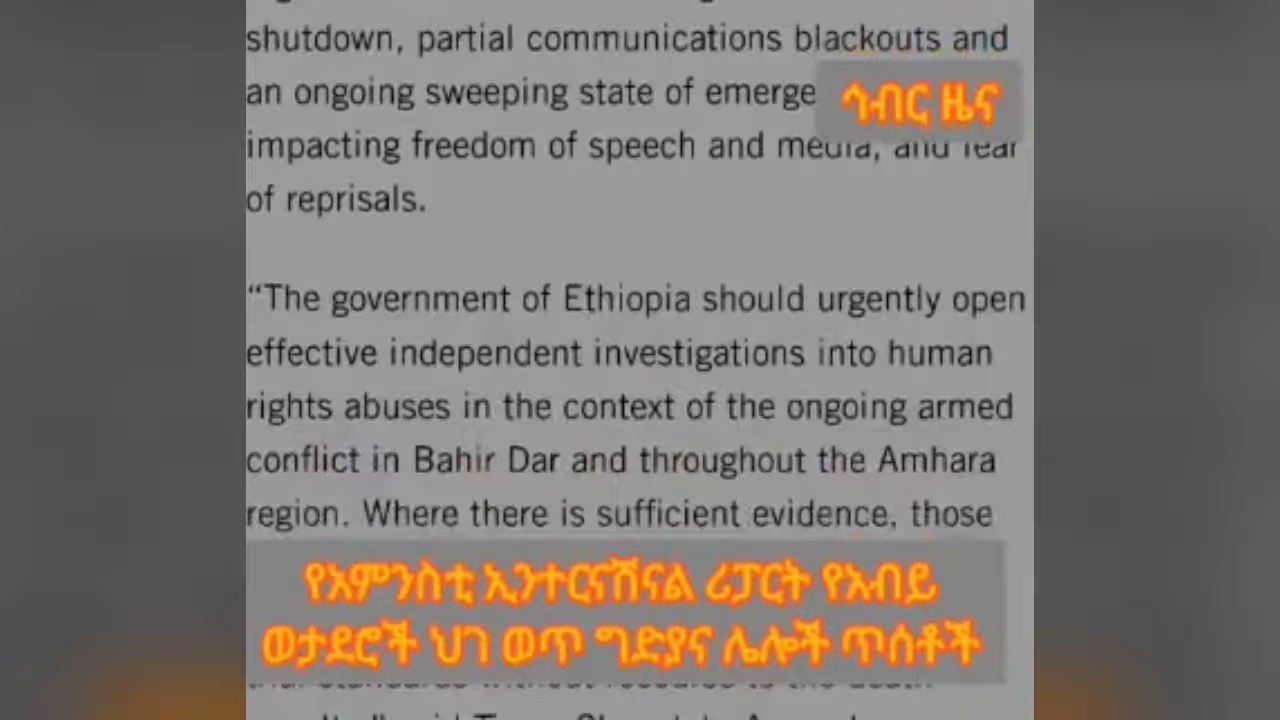 shutdown, partial communications blackouts and
an ongoing sweeping state of emerge
ኅብር ዜና
impacting freedom of speech and media, and fear
of reprisals.
“The government of Ethiopia should urgently open
effective independent investigations into human
rights abuses in the context of the ongoing armed
conflict in Bahir Dar and throughout the Amhara
region. Where there is sufficient evidence, those
የአምንስቲ ኢንተርናሽናል ሪፓርት የአብይ
ወታደሮች ህገ ወጥ ግድያና ሌሎች ጥሰቶች